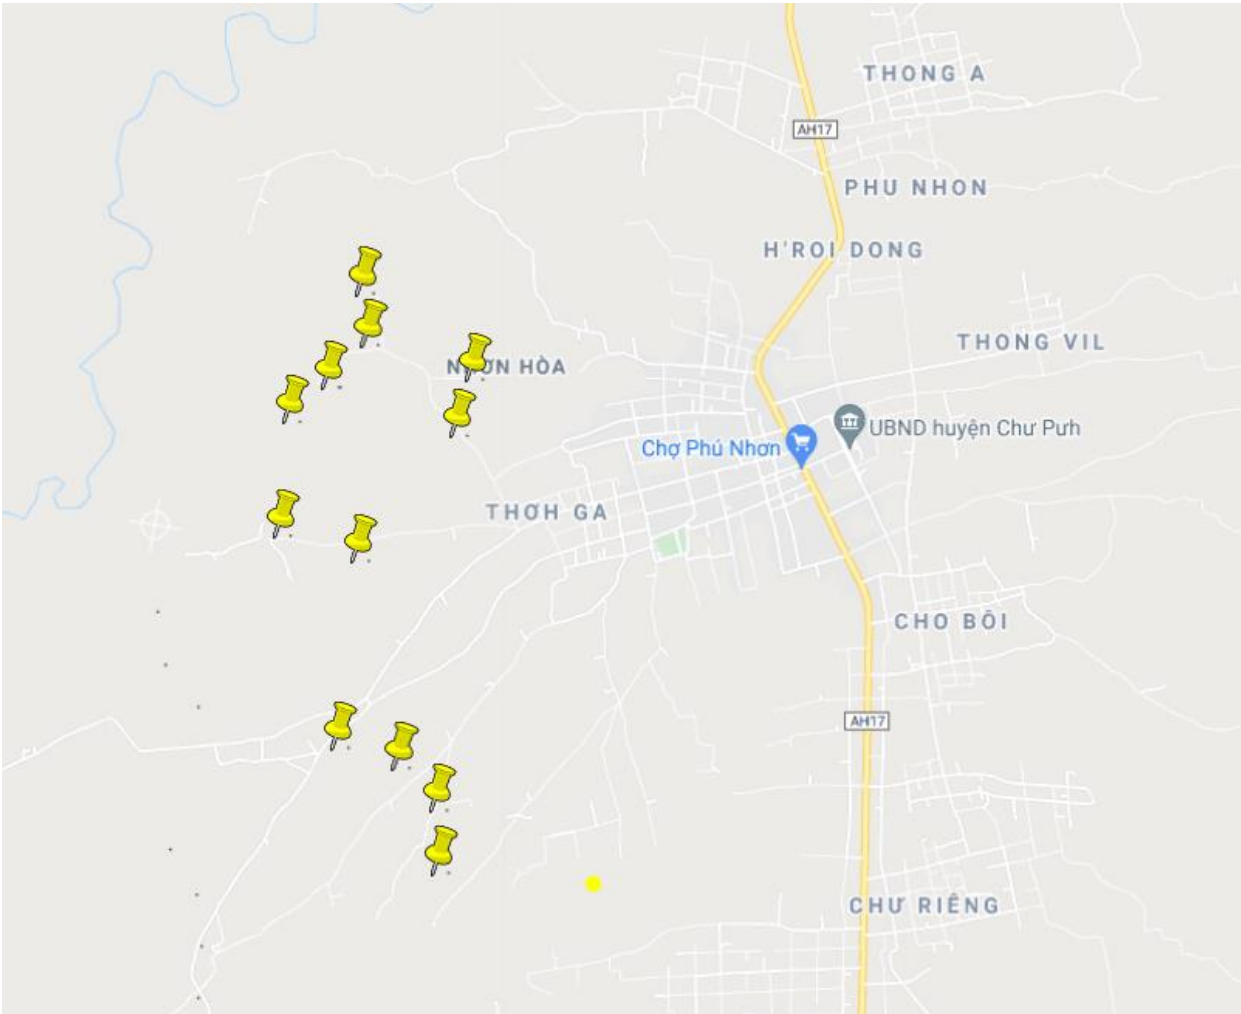 THONG A
AH17
PHU NHON
H'ROI DONG
THONG VIL
NHƠN HÒA
UBND huyện Chư Pưh
Chợ Phú Nhơn
THƠH GA
CHO BÔI
AH17
CHƯ RIÊNG